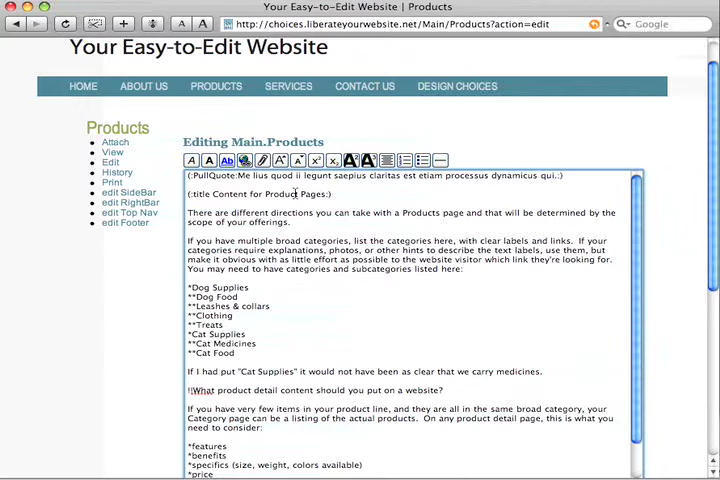 Your Easy-to-Edit Website | Products
A A http://choices.liberateyourwebsite.net/Main/Products?action=edit Google
Your Easy-to-Edit Website
HOME ABOUT US PRODUCTS SERVICES CONTACT US DESIGN CHOICES
Products
Attach
View
Edit
History
Print
edit SideBar
edit RightBar
edit Top Nav
edit Footer
Editing Main.Products
(:PullQuote:Me lius quod ii legunt saepius claritas est etiam processus dynamicus qui.:)
(:title Content for Product Pages:)
There are different directions you can take with a Products page and that will be determined by the
scope of your offerings.
If you have multiple broad categories, list the categories here, with clear labels and links. If your
categories require explanations, photos, or other hints to describe the text labels, use them, but
make it obvious with as little effort as possible to the website visitor which link they're looking for.
You may need to have categories and subcategories listed here:
*Dog Supplies
**Dog Food
**Leashes & collars
**Clothing
**Treats
*Cat Supplies
**Cat Medicines
**Cat Food
If I had put "Cat Supplies" it would not have been as clear that we carry medicines.
!What product detail content should you put on a website?
If you have very few items in your product line, and they are all in the same broad category, your
Category page can be a listing of the actual products. On any product detail page, this is what you
need to consider:
*features
*benefits
*specifics (size, weight, colors available)
*price